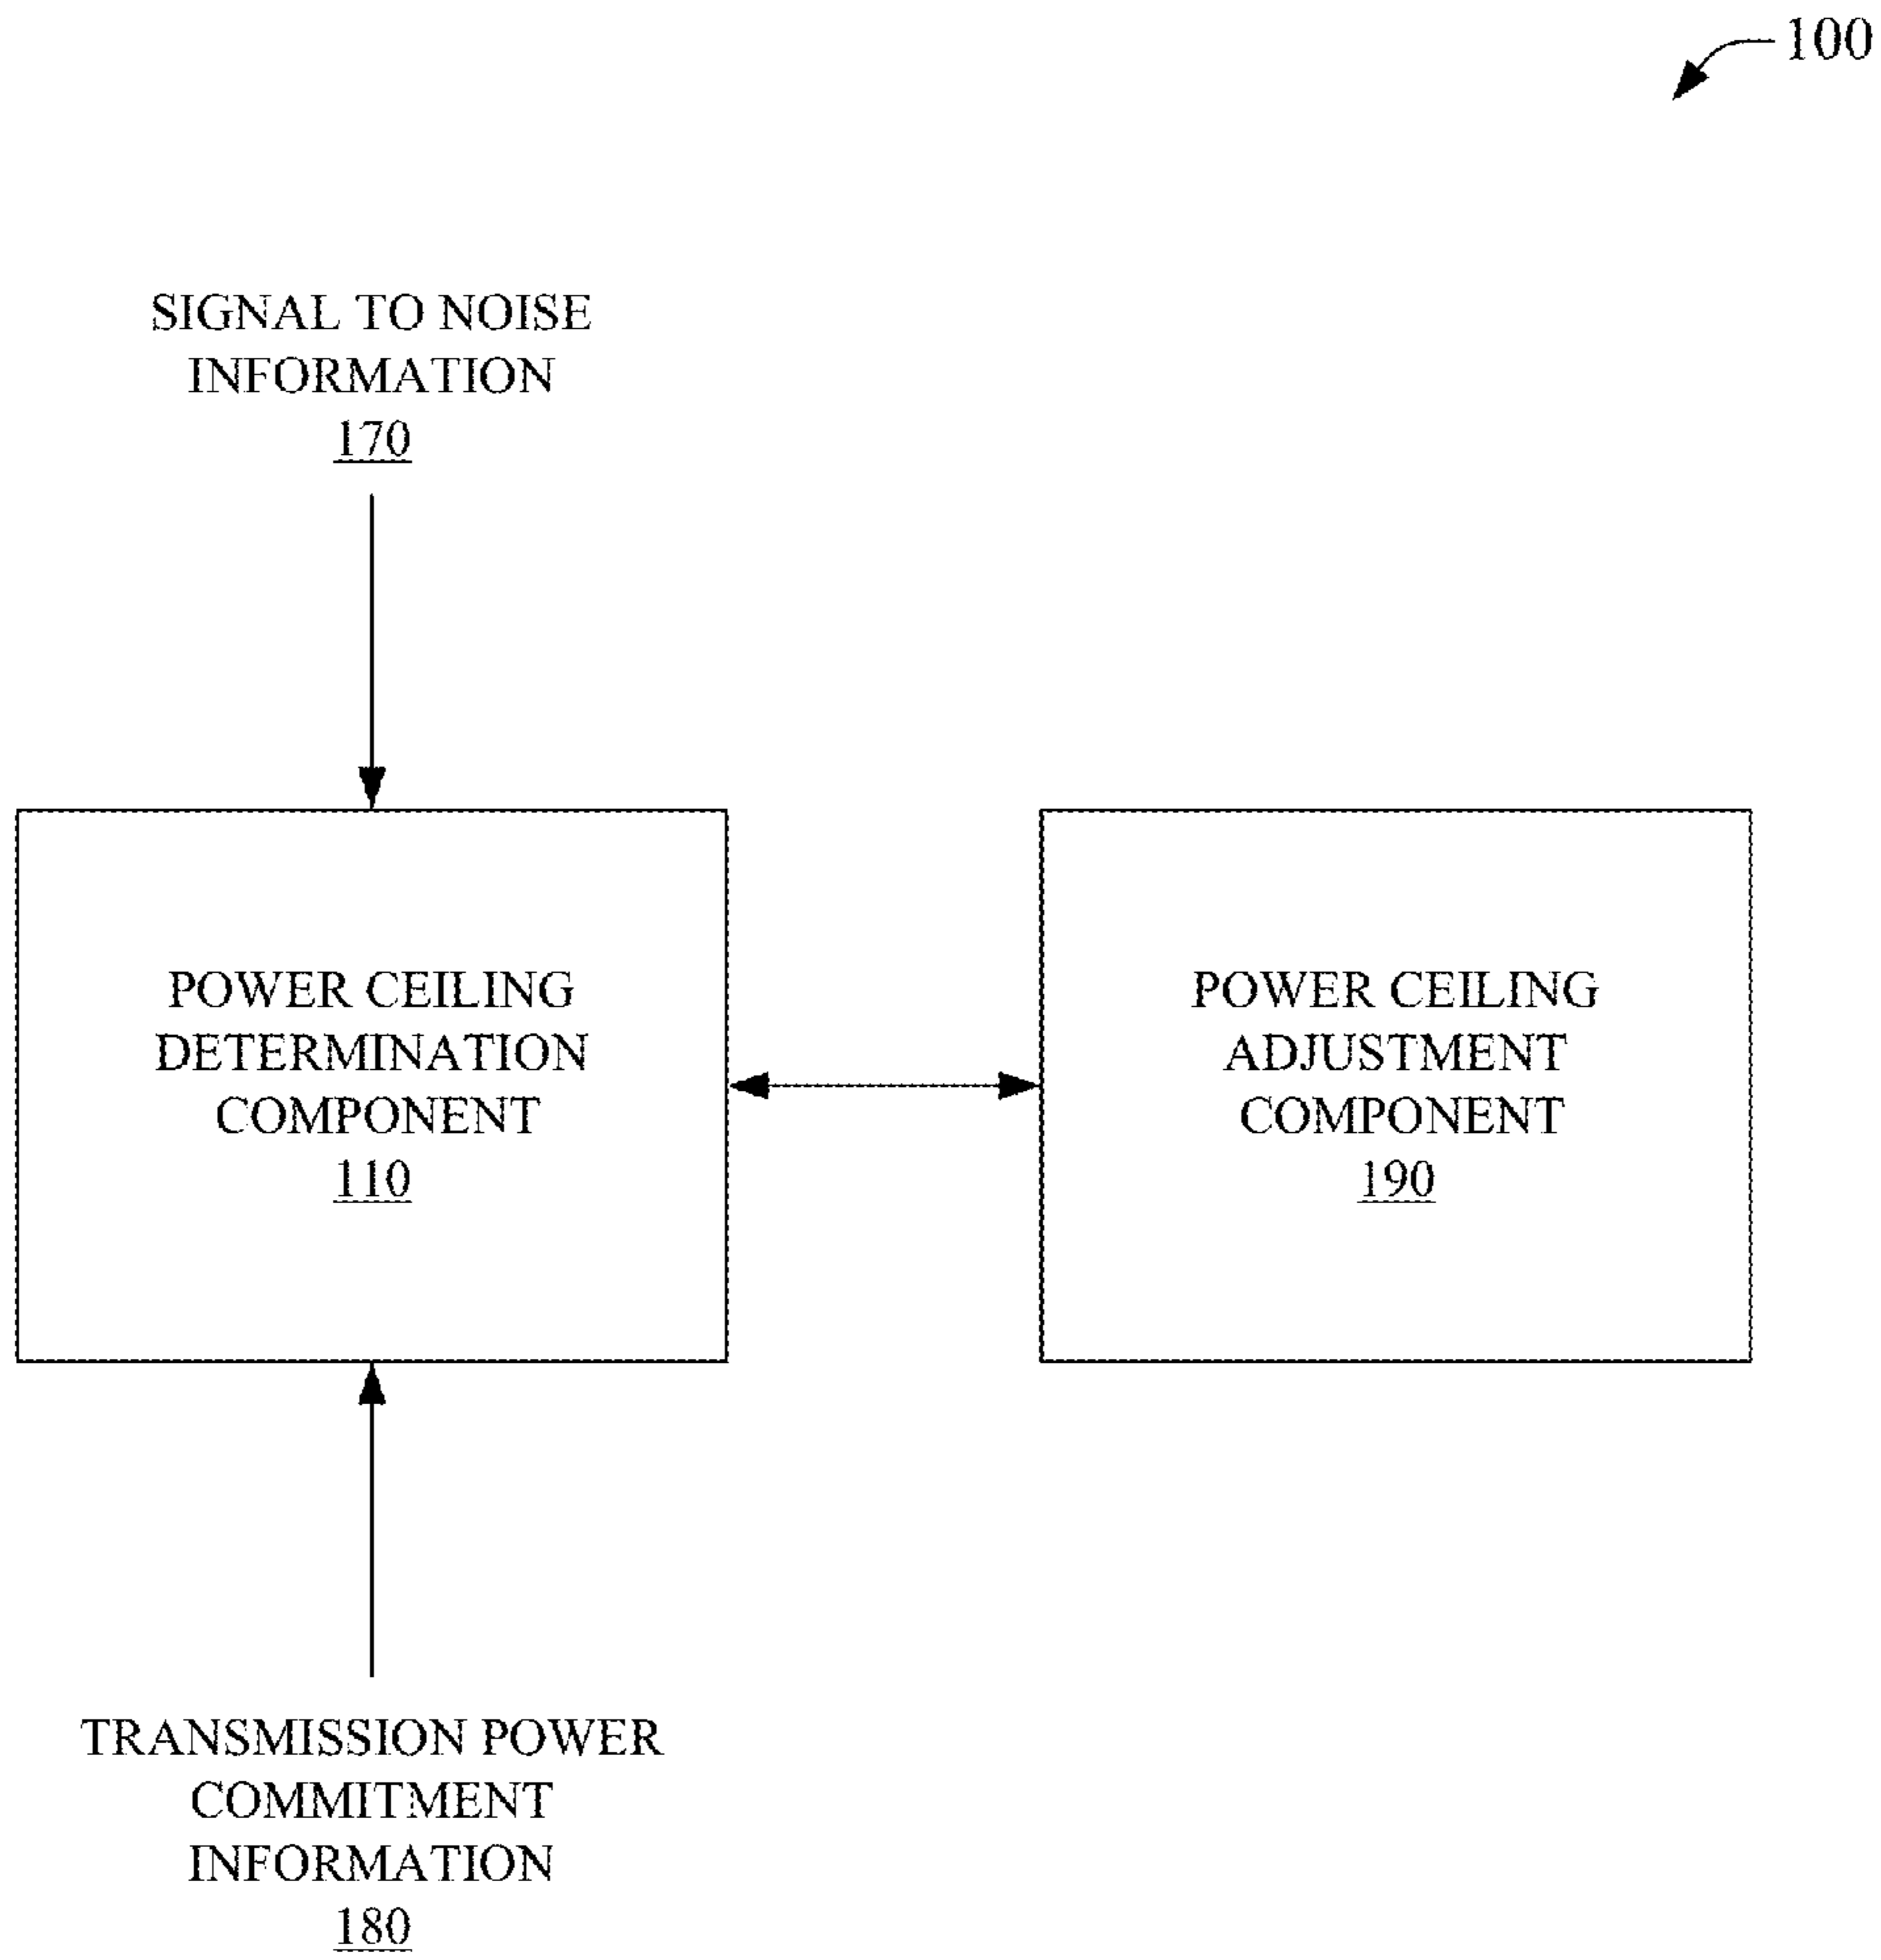 100
SIGNAL TO NOISE
INFORMATION
170
POWER CEILING
DETERMINATION
COMPONENT
110
POWER CEILING
ADJUSTMENT
COMPONENT
190
TRANSMISSION POWER
COMMITMENT
INFORMATION
180